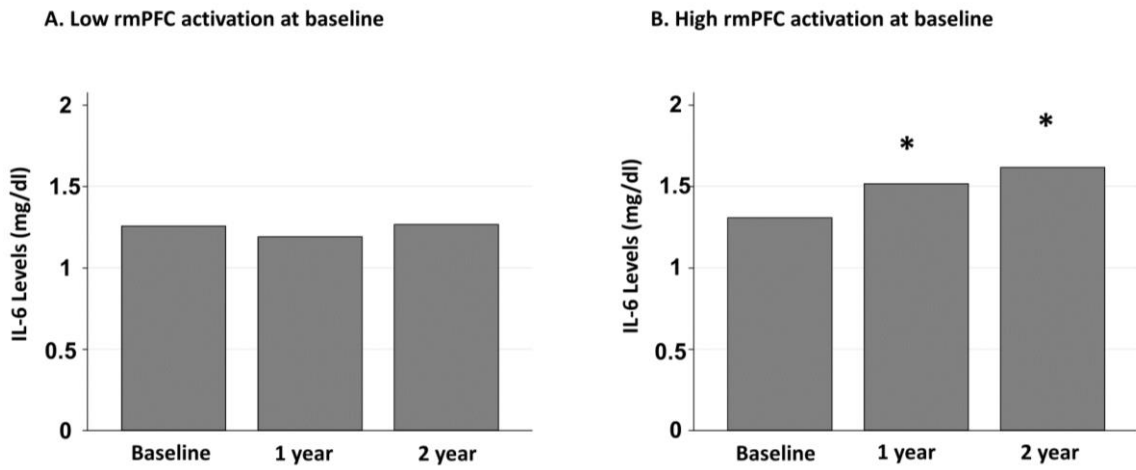 A. Low rmPFC activation at baseline
IL-6 Levels (mg/dl)
2
1.5
1
0.5
0
Baseline 1 year 2 year
B. High rmPFC activation at baseline
IL-6 Levels (mg/dl)
2
1.5
1
0.5
0
*
*
Baseline 1 year 2 year